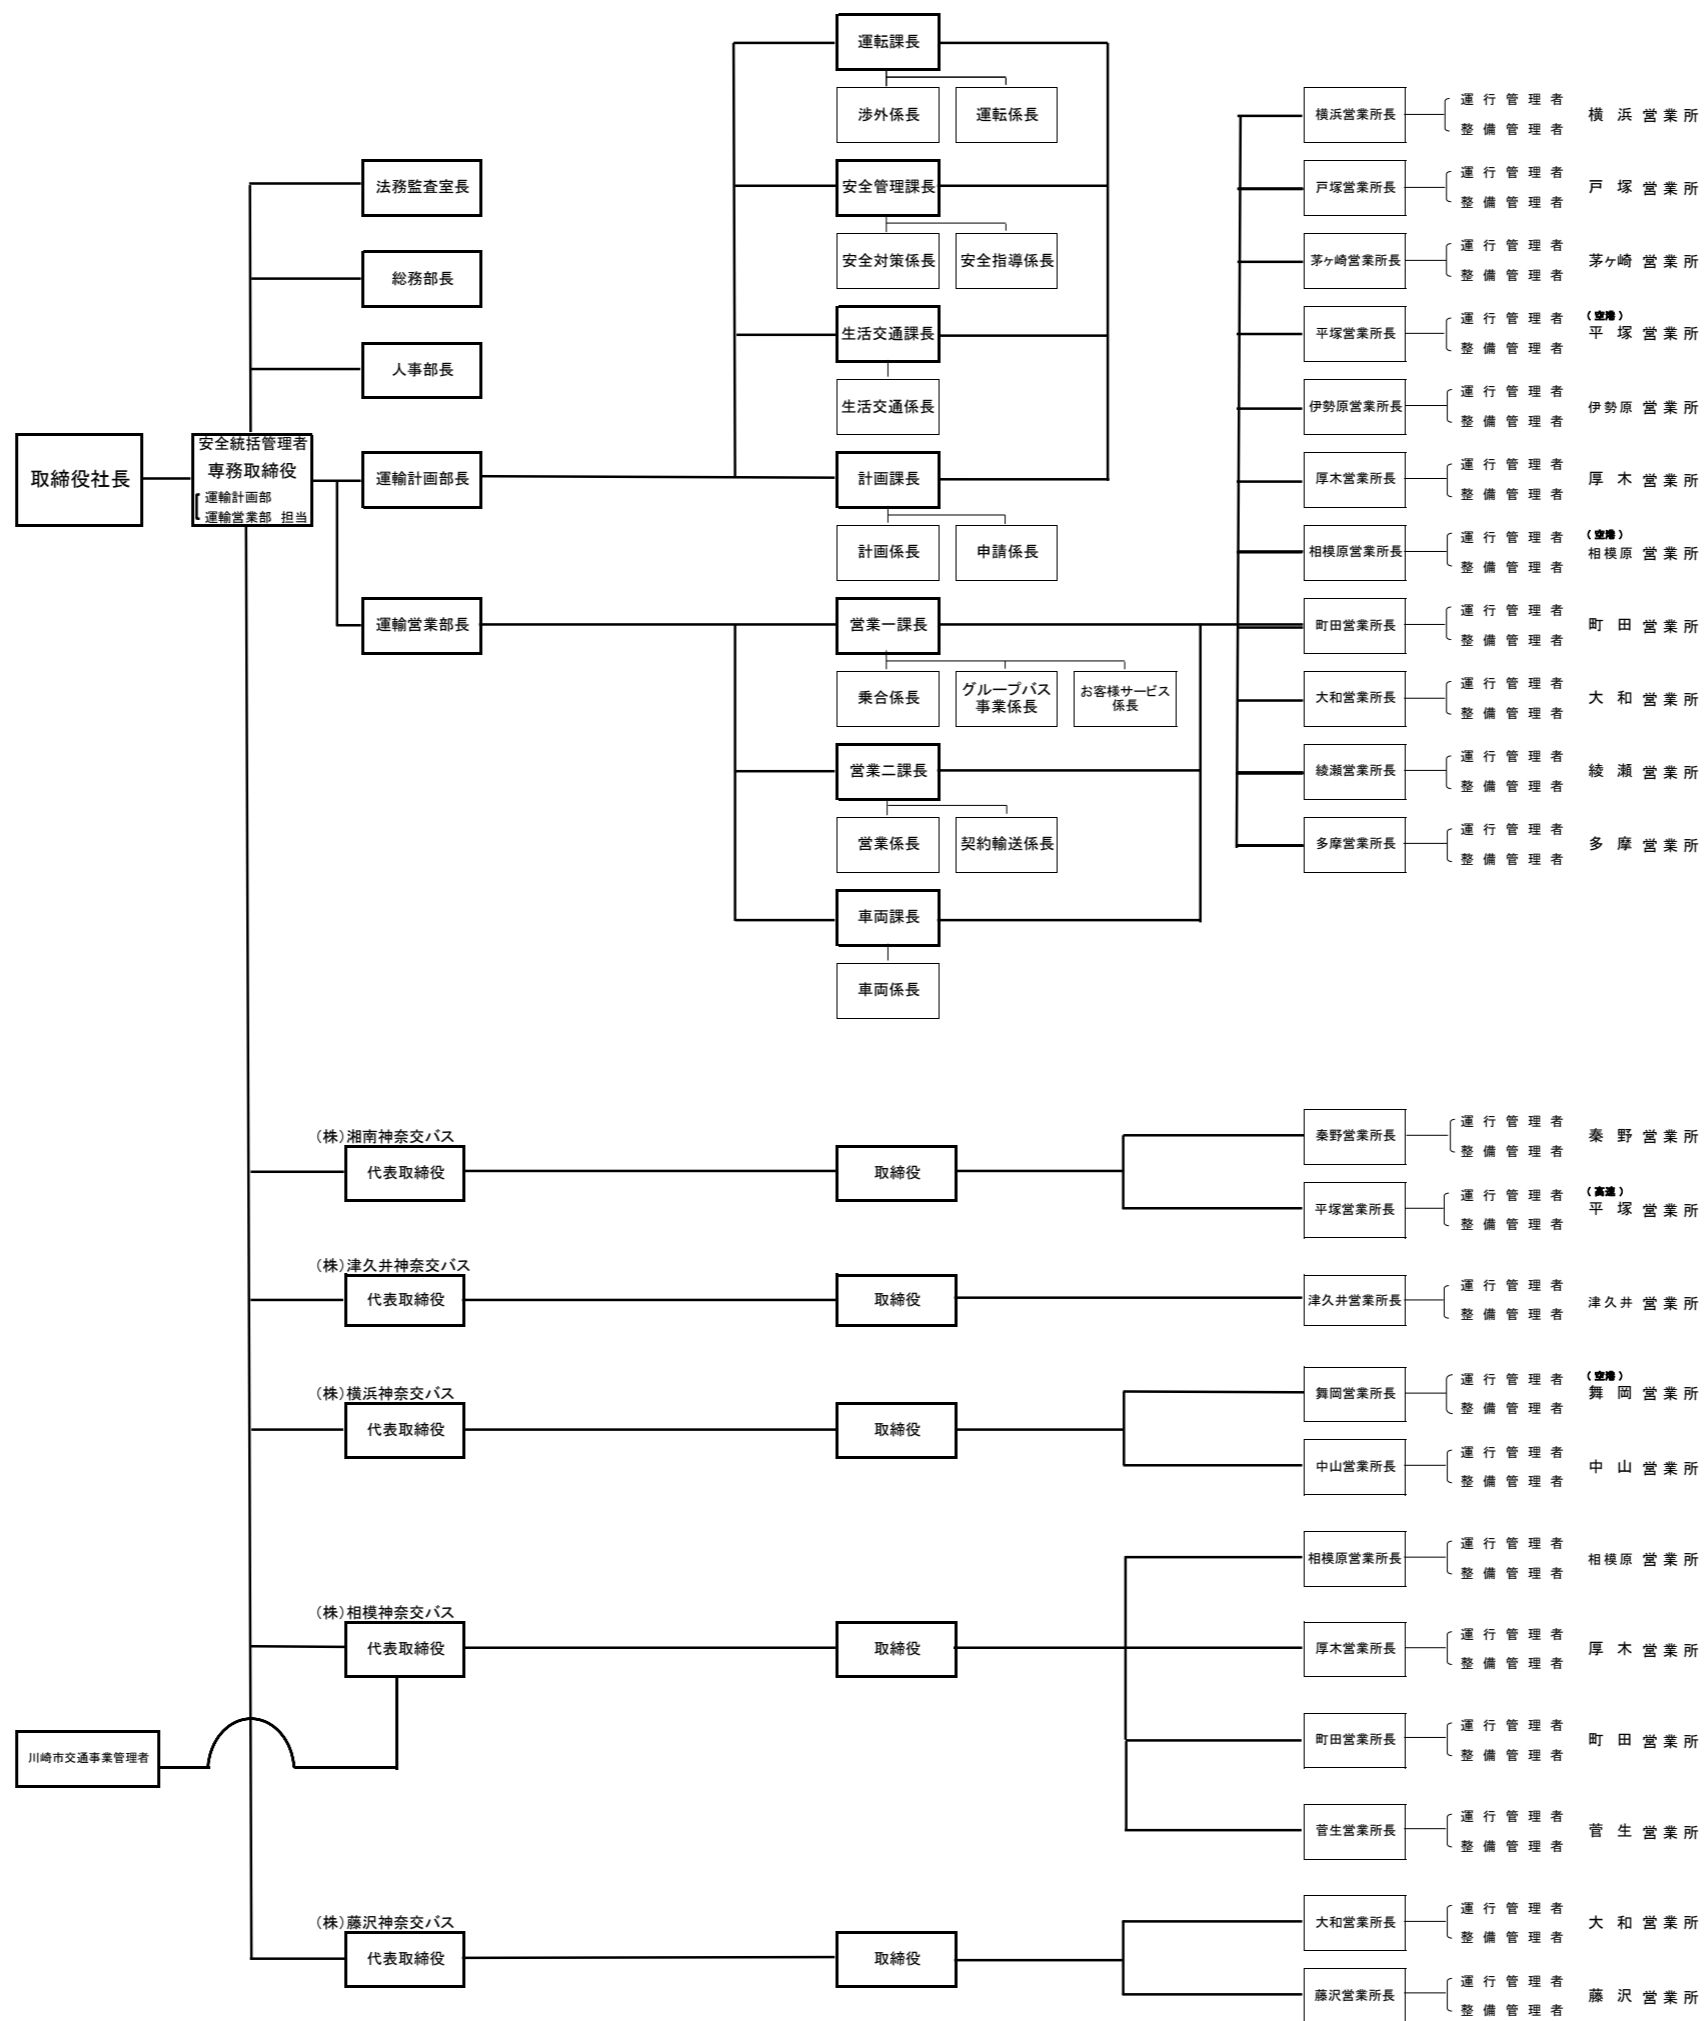 運転課長
渉外係長
運転係長
安全管理課長
安全対策係長
安全指導係長
生活交通課長
生活交通係長
計画課長
計画係長
申請係長
営業一課長
乗合係長
グループバス
事業係長
お客様サービス
係長
営業二課長
営業係長
契約輸送係長
車両課長
車両係長
法務監査室長
総務部長
人事部長
取締役社長
安全統括管理者
専務取締役
運輸計画部
運輸営業部 担当
運輸計画部長
運輸営業部長
横浜営業所長
運行管理者
整備管理者
横浜営業所
戸塚営業所長
運行管理者
整備管理者
戸塚営業所
茅ヶ崎営業所長
運行管理者
整備管理者
茅ヶ崎営業所
平塚営業所長
運行管理者
整備管理者
(空港)
平塚営業所
伊勢原営業所長
運行管理者
整備管理者
伊勢原営業所
厚木営業所長
運行管理者
整備管理者
厚木営業所
相模原営業所長
運行管理者
整備管理者
(空港)
相模原営業所
町田営業所長
運行管理者
整備管理者
町田営業所
大和営業所長
運行管理者
整備管理者
大和営業所
綾瀬営業所長
運行管理者
整備管理者
綾瀬営業所
多摩営業所長
運行管理者
整備管理者
多摩営業所
(株)湘南神奈交バス
代表取締役
取締役
秦野営業所長
運行管理者
整備管理者
秦野営業所
平塚営業所長
運行管理者
整備管理者
(高速)
平塚営業所
(株)津久井神奈交バス
代表取締役
取締役
津久井営業所長
運行管理者
整備管理者
津久井営業所
(株)横浜神奈交バス
代表取締役
取締役
舞岡営業所長
運行管理者
整備管理者
(空港)
舞岡営業所
中山営業所長
運行管理者
整備管理者
中山営業所
(株)相模神奈交バス
代表取締役
取締役
相模原営業所長
運行管理者
整備管理者
相模原営業所
厚木営業所長
運行管理者
整備管理者
厚木営業所
町田営業所長
運行管理者
整備管理者
町田営業所
菅生営業所長
運行管理者
整備管理者
菅生営業所
川崎市交通事業管理者
(株)藤沢神奈交バス
代表取締役
取締役
大和営業所長
運行管理者
整備管理者
大和営業所
藤沢営業所長
運行管理者
整備管理者
藤沢営業所